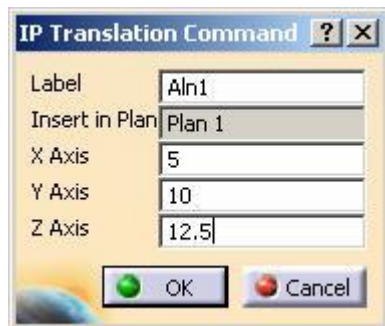 IP Translation Command ? X
Label Aln1
Insert in Plan Plan 1
X Axis 5
Y Axis 10
Z Axis 12.5
OK Cancel